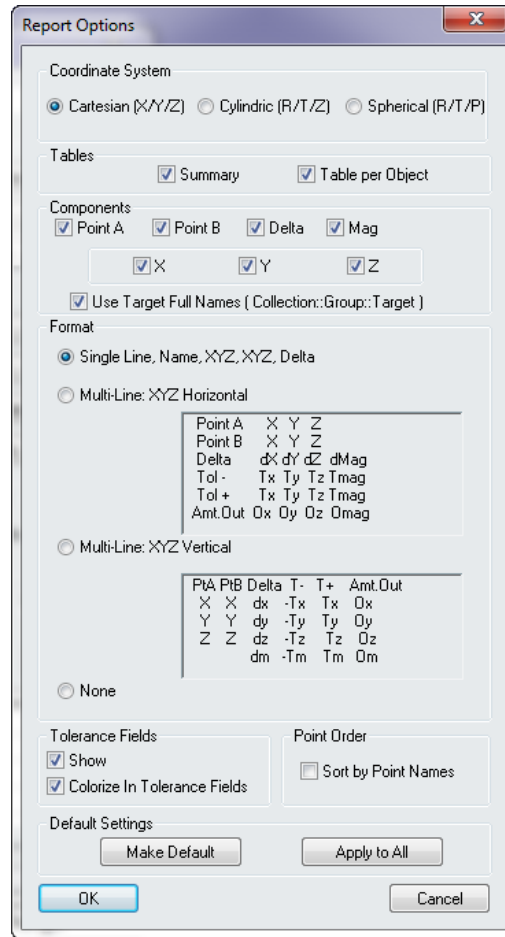 Report Options
Coordinate System
Cartesian (X/Y/Z) Cylindric (R/T/Z) Spherical (R/T/P)
Tables
Summary Table per Object
Components
Point A Point B Delta Mag
X Y Z
Use Target Full Names ( Collection::Group::Target )
Format
Single Line, Name, XYZ, XYZ, Delta
Multi-Line: XYZ Horizontal
Point A X Y Z
Point B X Y Z
Delta dX dY dZ dMag
Tol - Tx Ty Tz Tmag
Tol + Tx Ty Tz Tmag
Amt.Out Ox Oy Oz Omag
Multi-Line: XYZ Vertical
PtA PtB Delta T- T+ Amt.Out
X X dx -Tx Tx Ox
Y Y dy -Ty Ty Oy
Z Z dz -Tz Tz Oz
dm -Tm Tm Om
None
Tolerance Fields Point Order
Show
Sort by Point Names
Colorize In Tolerance Fields
Default Settings
Make Default Apply to All
OK Cancel